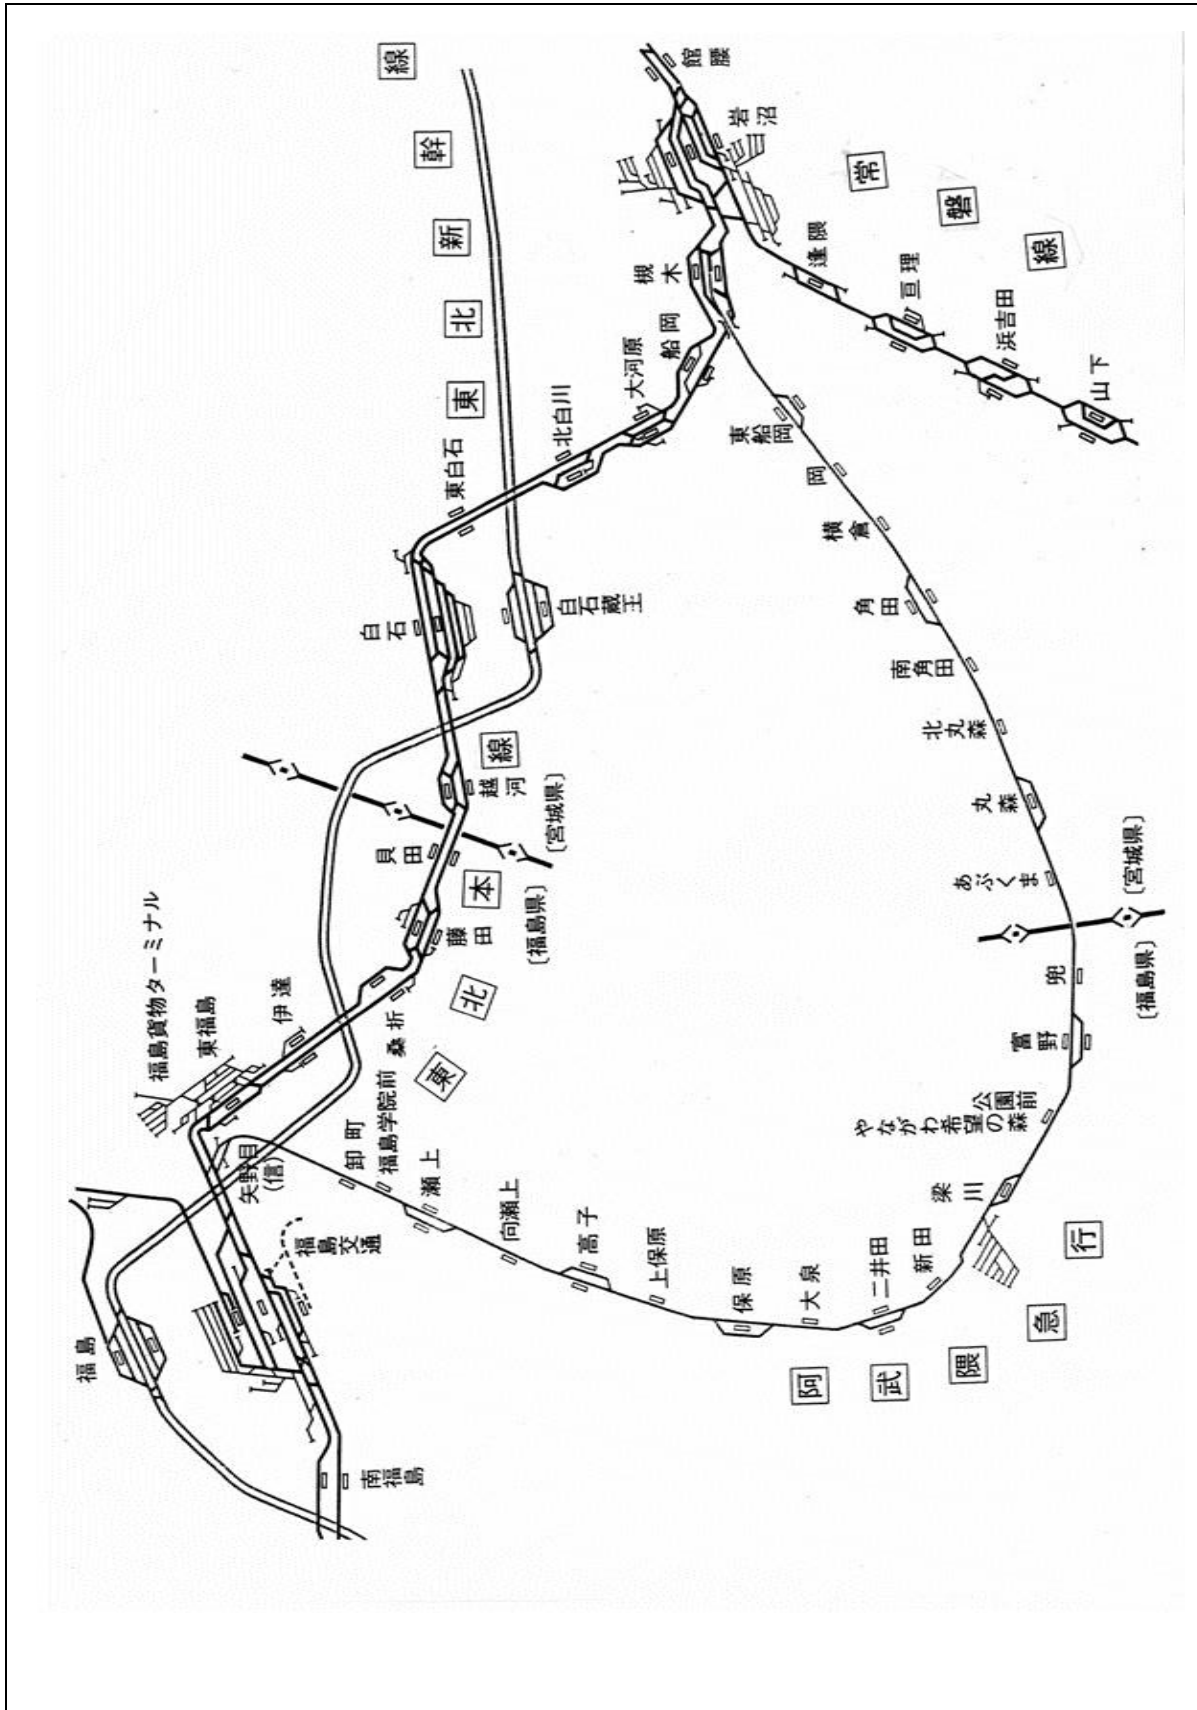 東北新幹線
東北本線
常磐線
阿武隈急行
福島交通
南福島
福島
矢野目(信)
東福島
福島貨物ターミナル
伊達
桑折
藤田
貝田
越河
白石
白石蔵王
東白石
北白川
大河原
船岡
槻木
岩沼
館腰
逢隈
亘理
浜吉田
山下
卸町
福島学院前
瀬上
向瀬上
高子
上保原
保原
大泉
二井田
新田
梁川
やながわ希望の森公園前
富野
兜
あぶくま
丸森
北丸森
南角田
角田
横倉
岡
東船岡
〔宮城県〕
〔福島県〕
〔宮城県〕
〔福島県〕